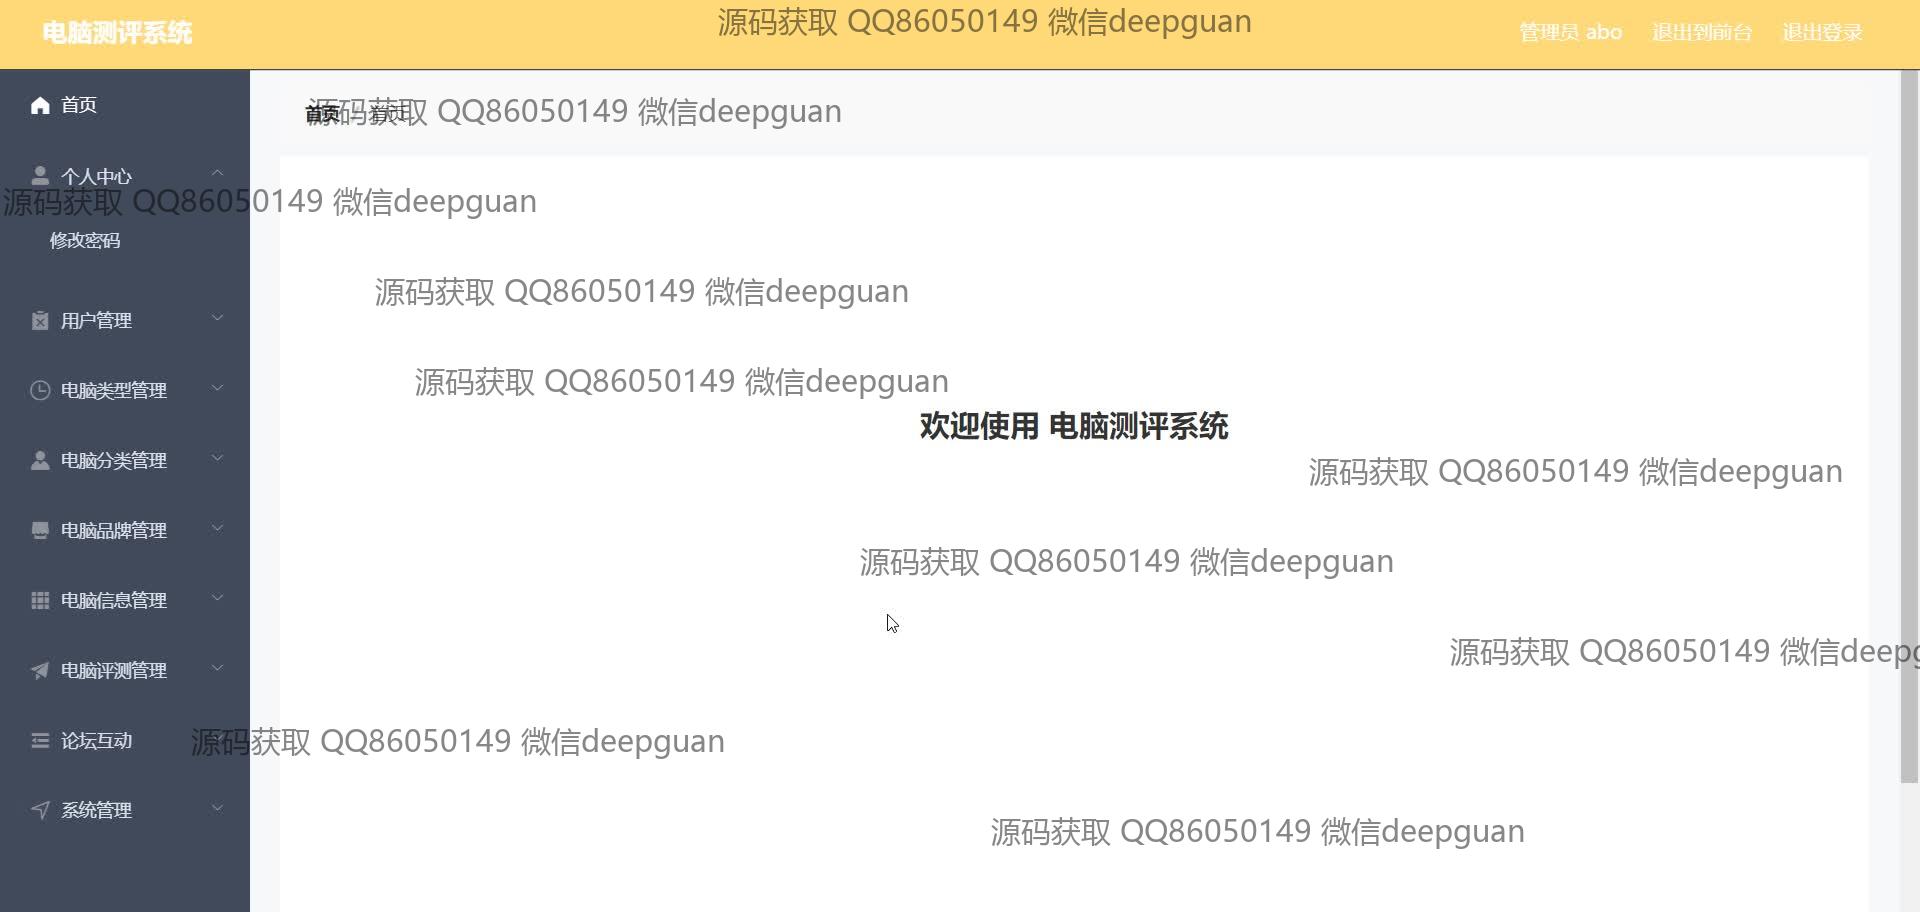 电脑测评系统
源码获取 QQ86050149 微信deepguan
管理员 abo
退出到前台
退出登录
首页
首页 首页
源码获取 QQ86050149 微信deepguan
个人中心
源码获取 QQ86050149 微信deepguan
修改密码
源码获取 QQ86050149 微信deepguan
用户管理
源码获取 QQ86050149 微信deepguan
电脑类型管理
欢迎使用 电脑测评系统
电脑分类管理
源码获取 QQ86050149 微信deepguan
电脑品牌管理
源码获取 QQ86050149 微信deepguan
电脑信息管理
源码获取 QQ86050149 微信deepg
电脑评测管理
论坛互动
源码获取 QQ86050149 微信deepguan
系统管理
源码获取 QQ86050149 微信deepguan